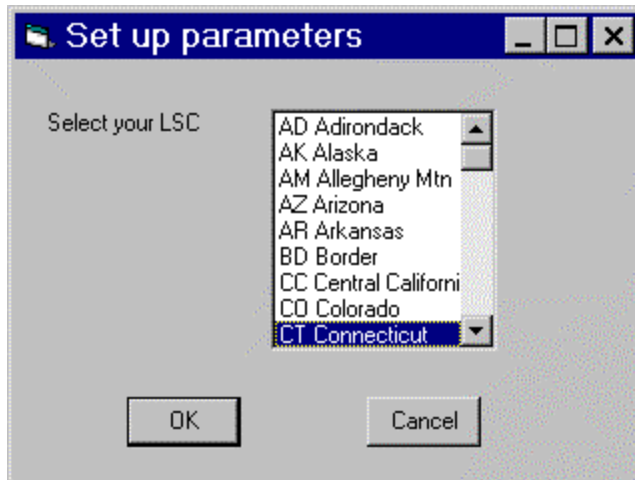 Set up parameters
Select your LSC
AD Adirondack
AK Alaska
AM Allegheny Mtn
AZ Arizona
AR Arkansas
BD Border
CC Central Californi
CO Colorado
CT Connecticut
OK
Cancel